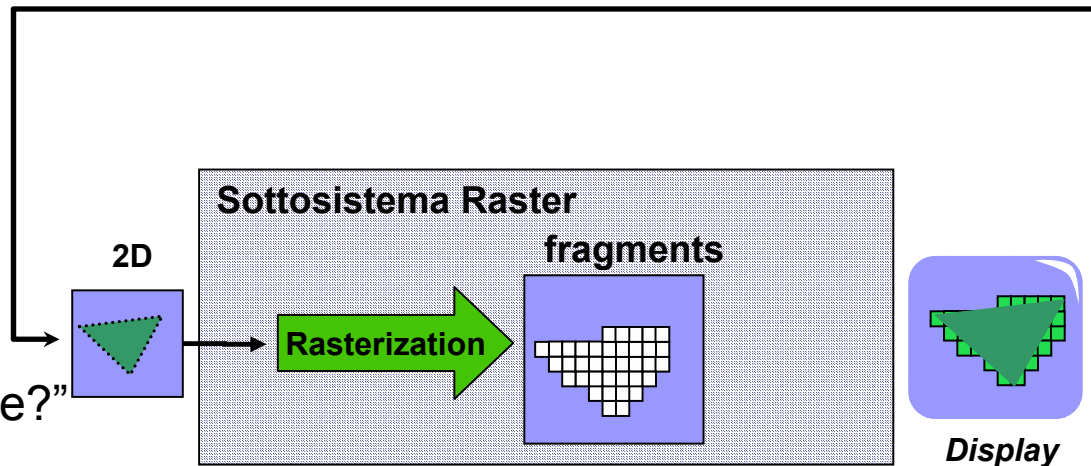 Sottosistema Raster
fragments
2D
Rasterization
e?”
Display